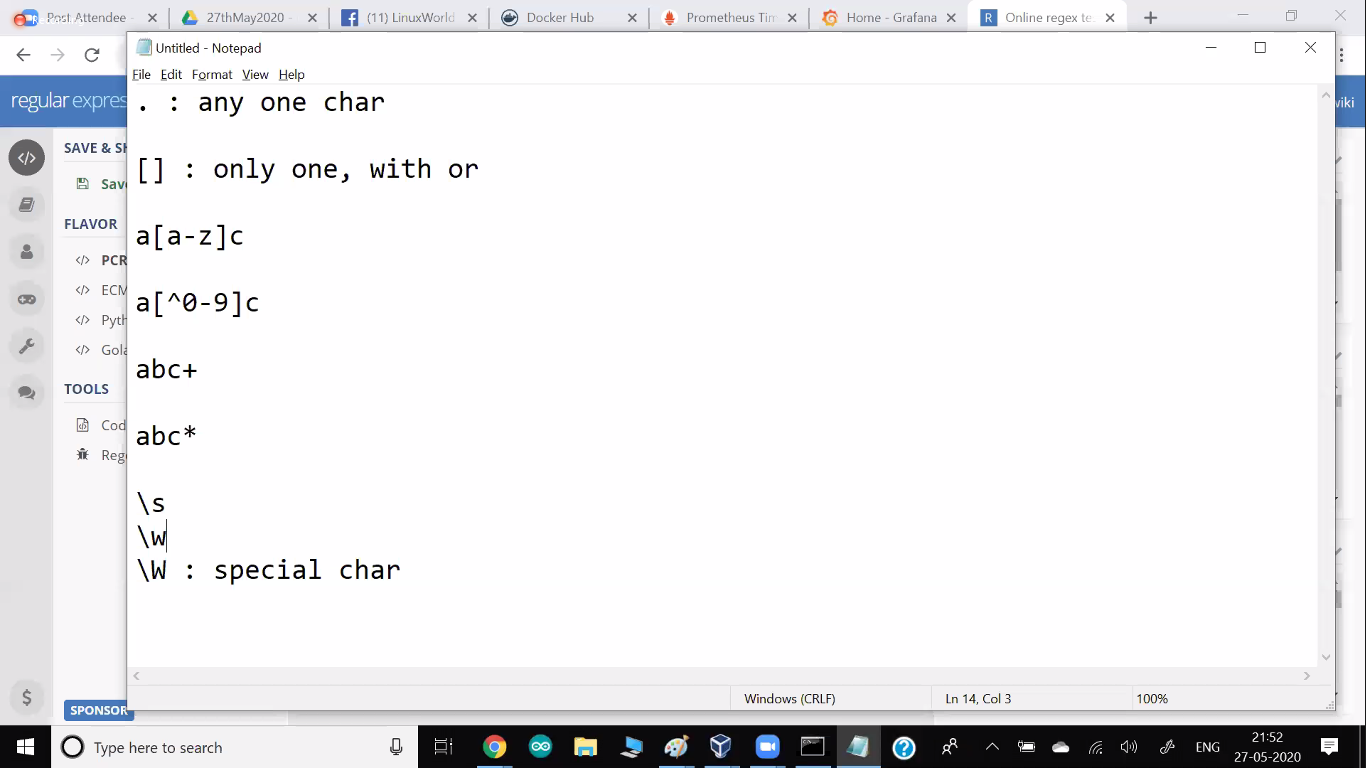 Post Attendee -
27thMay2020 -
(11) LinuxWorld
Docker Hub
Prometheus Tim
Home - Grafana
Online regex te
Untitled - Notepad
File Edit Format View Help
regular expres
wiki
. : any one char
SAVE & SH
[] : only one, with or
Save
FLAVOR
a[a-z]c
PCR
ECM
a[^0-9]c
Pyth
Gola
abc+
TOOLS
Cod
abc*
Rege
\s
\w
\W : special char
$
SPONSOR
Windows (CRLF)
Ln 14, Col 3
100%
Type here to search
ENG
21:52
27-05-2020